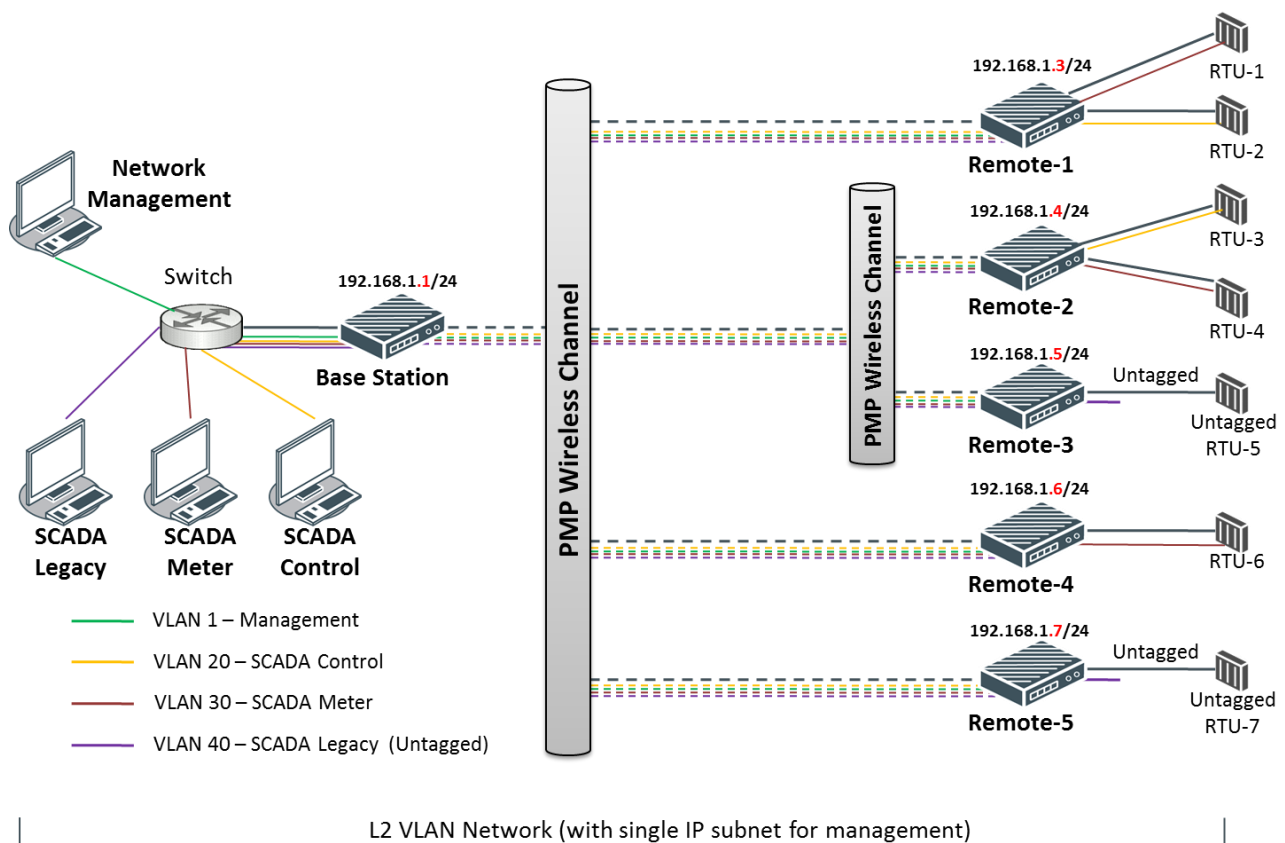 192.168.1.3/24
RTU-1
RTU-2
Remote-1
Network
Management
PMP Wireless Channel
192.168.1.4/24
RTU-3
Remote-2
RTU-4
Switch
192.168.1.1/24
Base Station
PMP Wireless Channel
192.168.1.5/24
Untagged
Remote-3
Untagged
RTU-5
192.168.1.6/24
RTU-6
Remote-4
SCADA
Legacy
SCADA
Meter
SCADA
Control
VLAN 1 – Management
VLAN 20 – SCADA Control
VLAN 30 – SCADA Meter
VLAN 40 – SCADA Legacy (Untagged)
192.168.1.7/24
Untagged
Remote-5
Untagged
RTU-7
L2 VLAN Network (with single IP subnet for management)